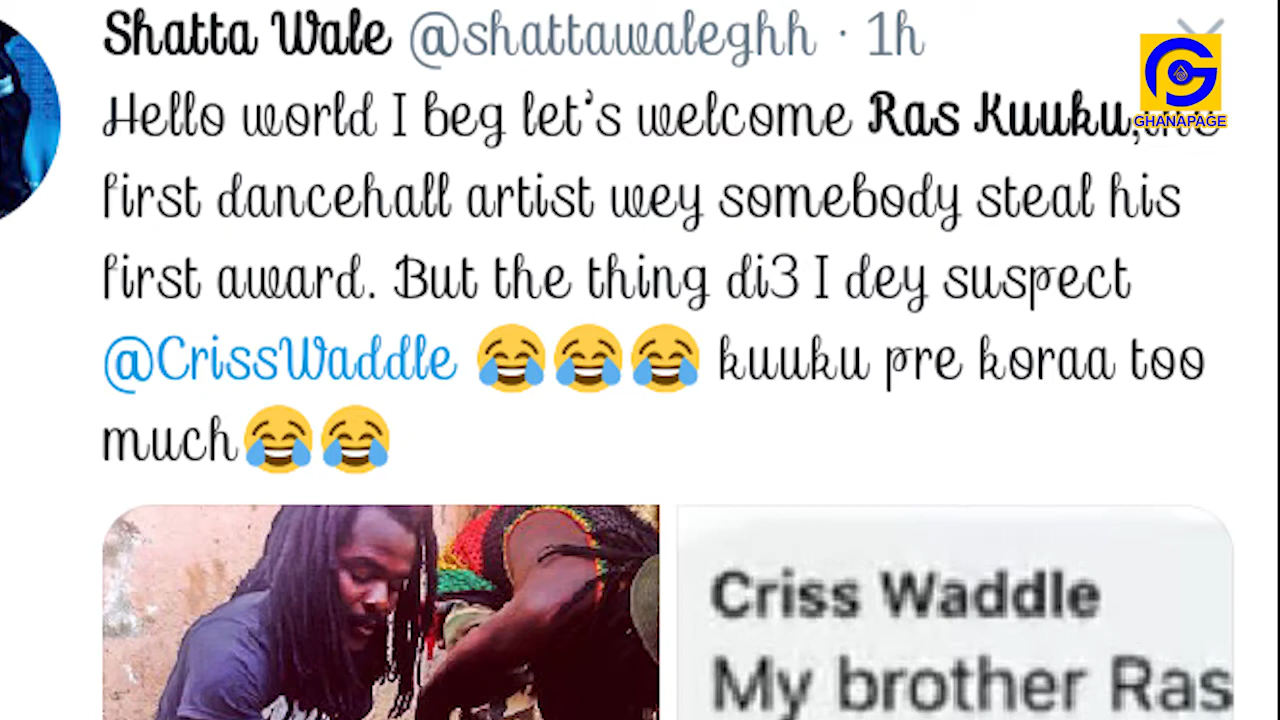 Shatta Wale @shattawaleghh · 1h
Hello world I beg let's welcome Ras Kuuku,
first dancehall artist wey somebody steal his
first award. But the thing di3 I dey suspect
@CrissWaddle 😂😂😂 kuuku pre koraa too
much😂😂
GHANAPAGE
Criss Waddle
My brother Ras